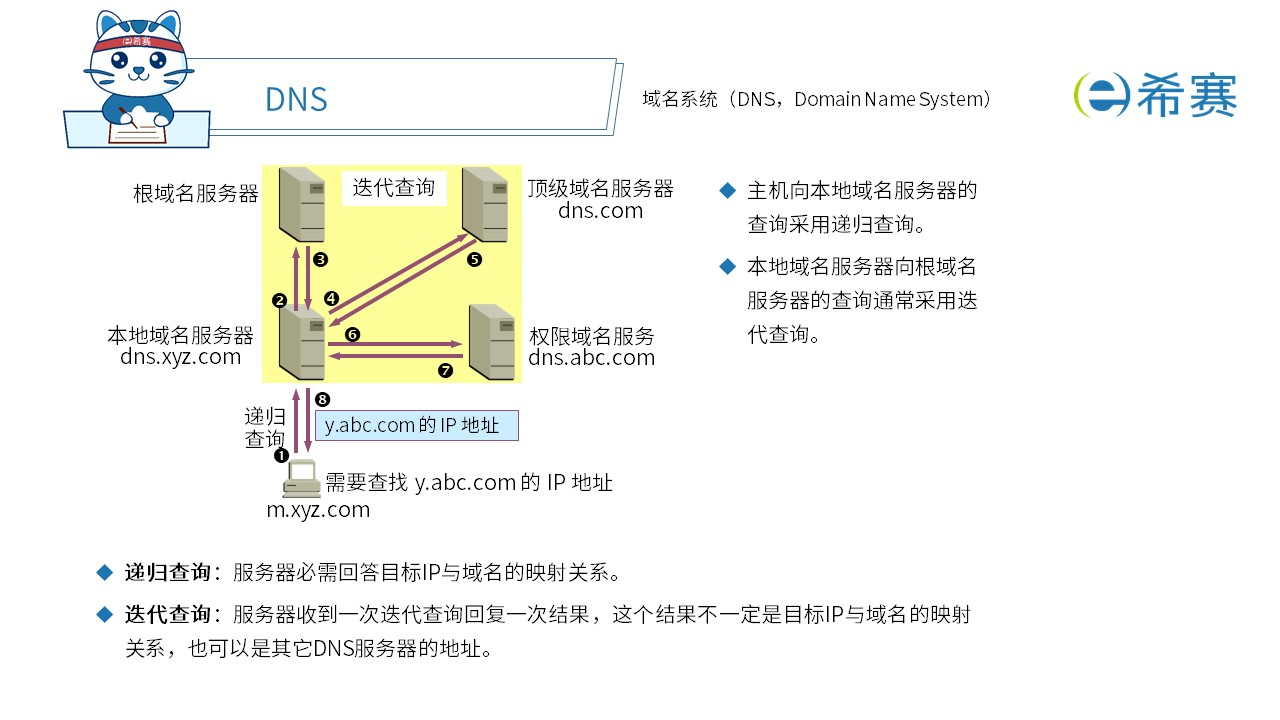 希赛
DNS
域名系统（DNS，Domain Name System）
希赛
根域名服务器
迭代查询
顶级域名服务器
dns.com
❸
❺
❷
❹
本地域名服务器
dns.xyz.com
❻
权限域名服务
dns.abc.com
❼
❽
递归
查询
y.abc.com 的 IP 地址
❶
需要查找 y.abc.com 的 IP 地址
m.xyz.com
主机向本地域名服务器的
查询采用递归查询。
本地域名服务器向根域名
服务器的查询通常采用迭
代查询。
递归查询：服务器必需回答目标IP与域名的映射关系。
迭代查询：服务器收到一次迭代查询回复一次结果，这个结果不一定是目标IP与域名的映射
关系，也可以是其它DNS服务器的地址。